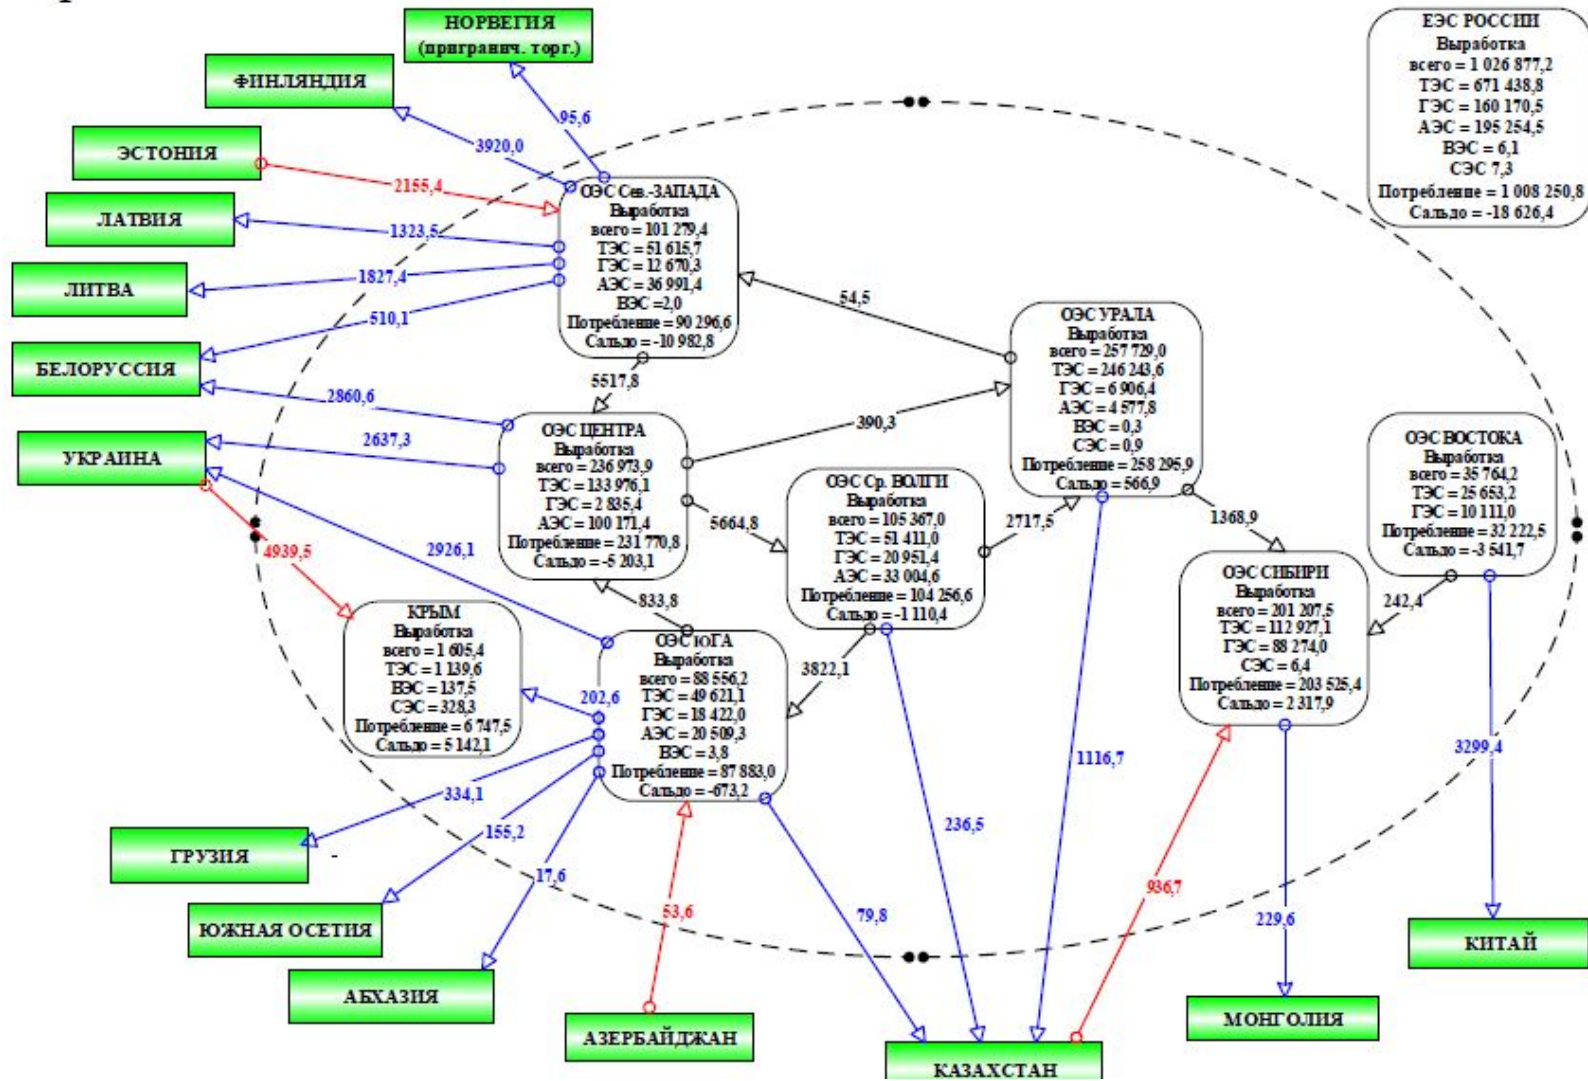 НОРВЕГИЯ
(пригранич. торг.)
ФИНЛЯНДИЯ
ЭСТОНИЯ
ЛАТВИЯ
ЛИТВА
БЕЛОРУССИЯ
УКРАИНА
95,6
3920,0
2155,4
1323,5
1827,4
510,1
2860,6
2637,3
2926,1
4939,5
ЕЭС РОССИИ
Выработка
всего = 1 026 877,2
ТЭС = 671 438,8
ГЭС = 160 170,5
АЭС = 195 254,5
ВЭС = 6,1
СЭС 7,3
Потребление = 1 008 250,8
Сальдо = -18 626,4
ОЭС Сев.-ЗАПАДА
Выработка
всего = 101 279,4
ТЭС = 51 615,7
ГЭС = 12 670,3
АЭС = 36 991,4
ВЭС =2,0
Потребление = 90 296,6
Сальдо = -10 982,8
54,5
5517,8
390,3
ОЭС УРАЛА
Выработка
всего = 257 729,0
ТЭС = 246 243,6
ГЭС = 6 906,4
АЭС = 4 577,8
ВЭС = 0,3
СЭС = 0,9
Потребление = 258 295,9
Сальдо = 566,9
ОЭС ЦЕНТРА
Выработка
всего = 236 973,9
ТЭС = 133 976,1
ГЭС = 2 835,4
АЭС = 100 171,4
Потребление = 231 770,8
Сальдо = -5 203,1
5664,8
ОЭС Ср. ВОЛГИ
Выработка
всего = 105 367,0
ТЭС = 51 411,0
ГЭС = 20 951,4
АЭС = 33 004,6
Потребление = 104 256,6
Сальдо = -1 110,4
2717,5
1368,9
ОЭС ВОСТОКА
Выработка
всего = 35 764,2
ТЭС = 25 653,2
ГЭС = 10 111,0
Потребление = 32 222,5
Сальдо = -3 541,7
242,4
ОЭС СИБИРИ
Выработка
всего = 201 207,5
ТЭС = 112 927,1
ГЭС = 88 274,0
СЭС = 6,4
Потребление = 203 525,4
Сальдо = 2 317,9
833,8
3822,1
КРЫМ
Выработка
всего = 1 605,4
ТЭС = 1 139,6
ВЭС = 137,5
СЭС = 328,3
Потребление = 6 747,5
Сальдо = 5 142,1
202,6
ОЭС ЮГА
Выработка
всего = 88 556,2
ТЭС = 49 621,1
ГЭС = 18 422,0
АЭС = 20 509,3
ВЭС = 3,8
Потребление = 87 883,0
Сальдо = -673,2
334,1
155,2
17,6
53,6
79,8
236,5
1116,7
936,7
229,6
3299,4
ГРУЗИЯ
-
ЮЖНАЯ ОСЕТИЯ
АБХАЗИЯ
АЗЕРБАЙДЖАН
КАЗАХСТАН
МОНГОЛИЯ
КИТАЙ